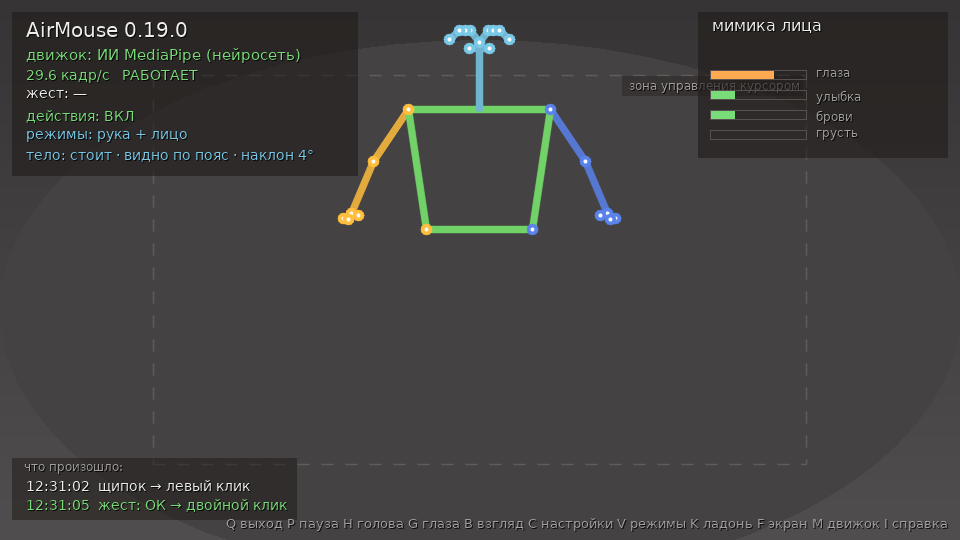 AirMouse 0.19.0
движок: ИИ MediaPipe (нейросеть)
29.6 кадр/с РАБОТАЕТ
жест: —
действия: ВКЛ
режимы: рука + лицо
тело: стоит · видно по пояс · наклон 4°
мимика лица
глаза
улыбка
брови
грусть
зона управления курсором
что произошло:
12:31:02 щипок → левый клик
12:31:05 жест: ОК → двойной клик
Q выход P пауза H голова G глаза B взгляд C настройки V режимы K ладонь F экран M движок I справка